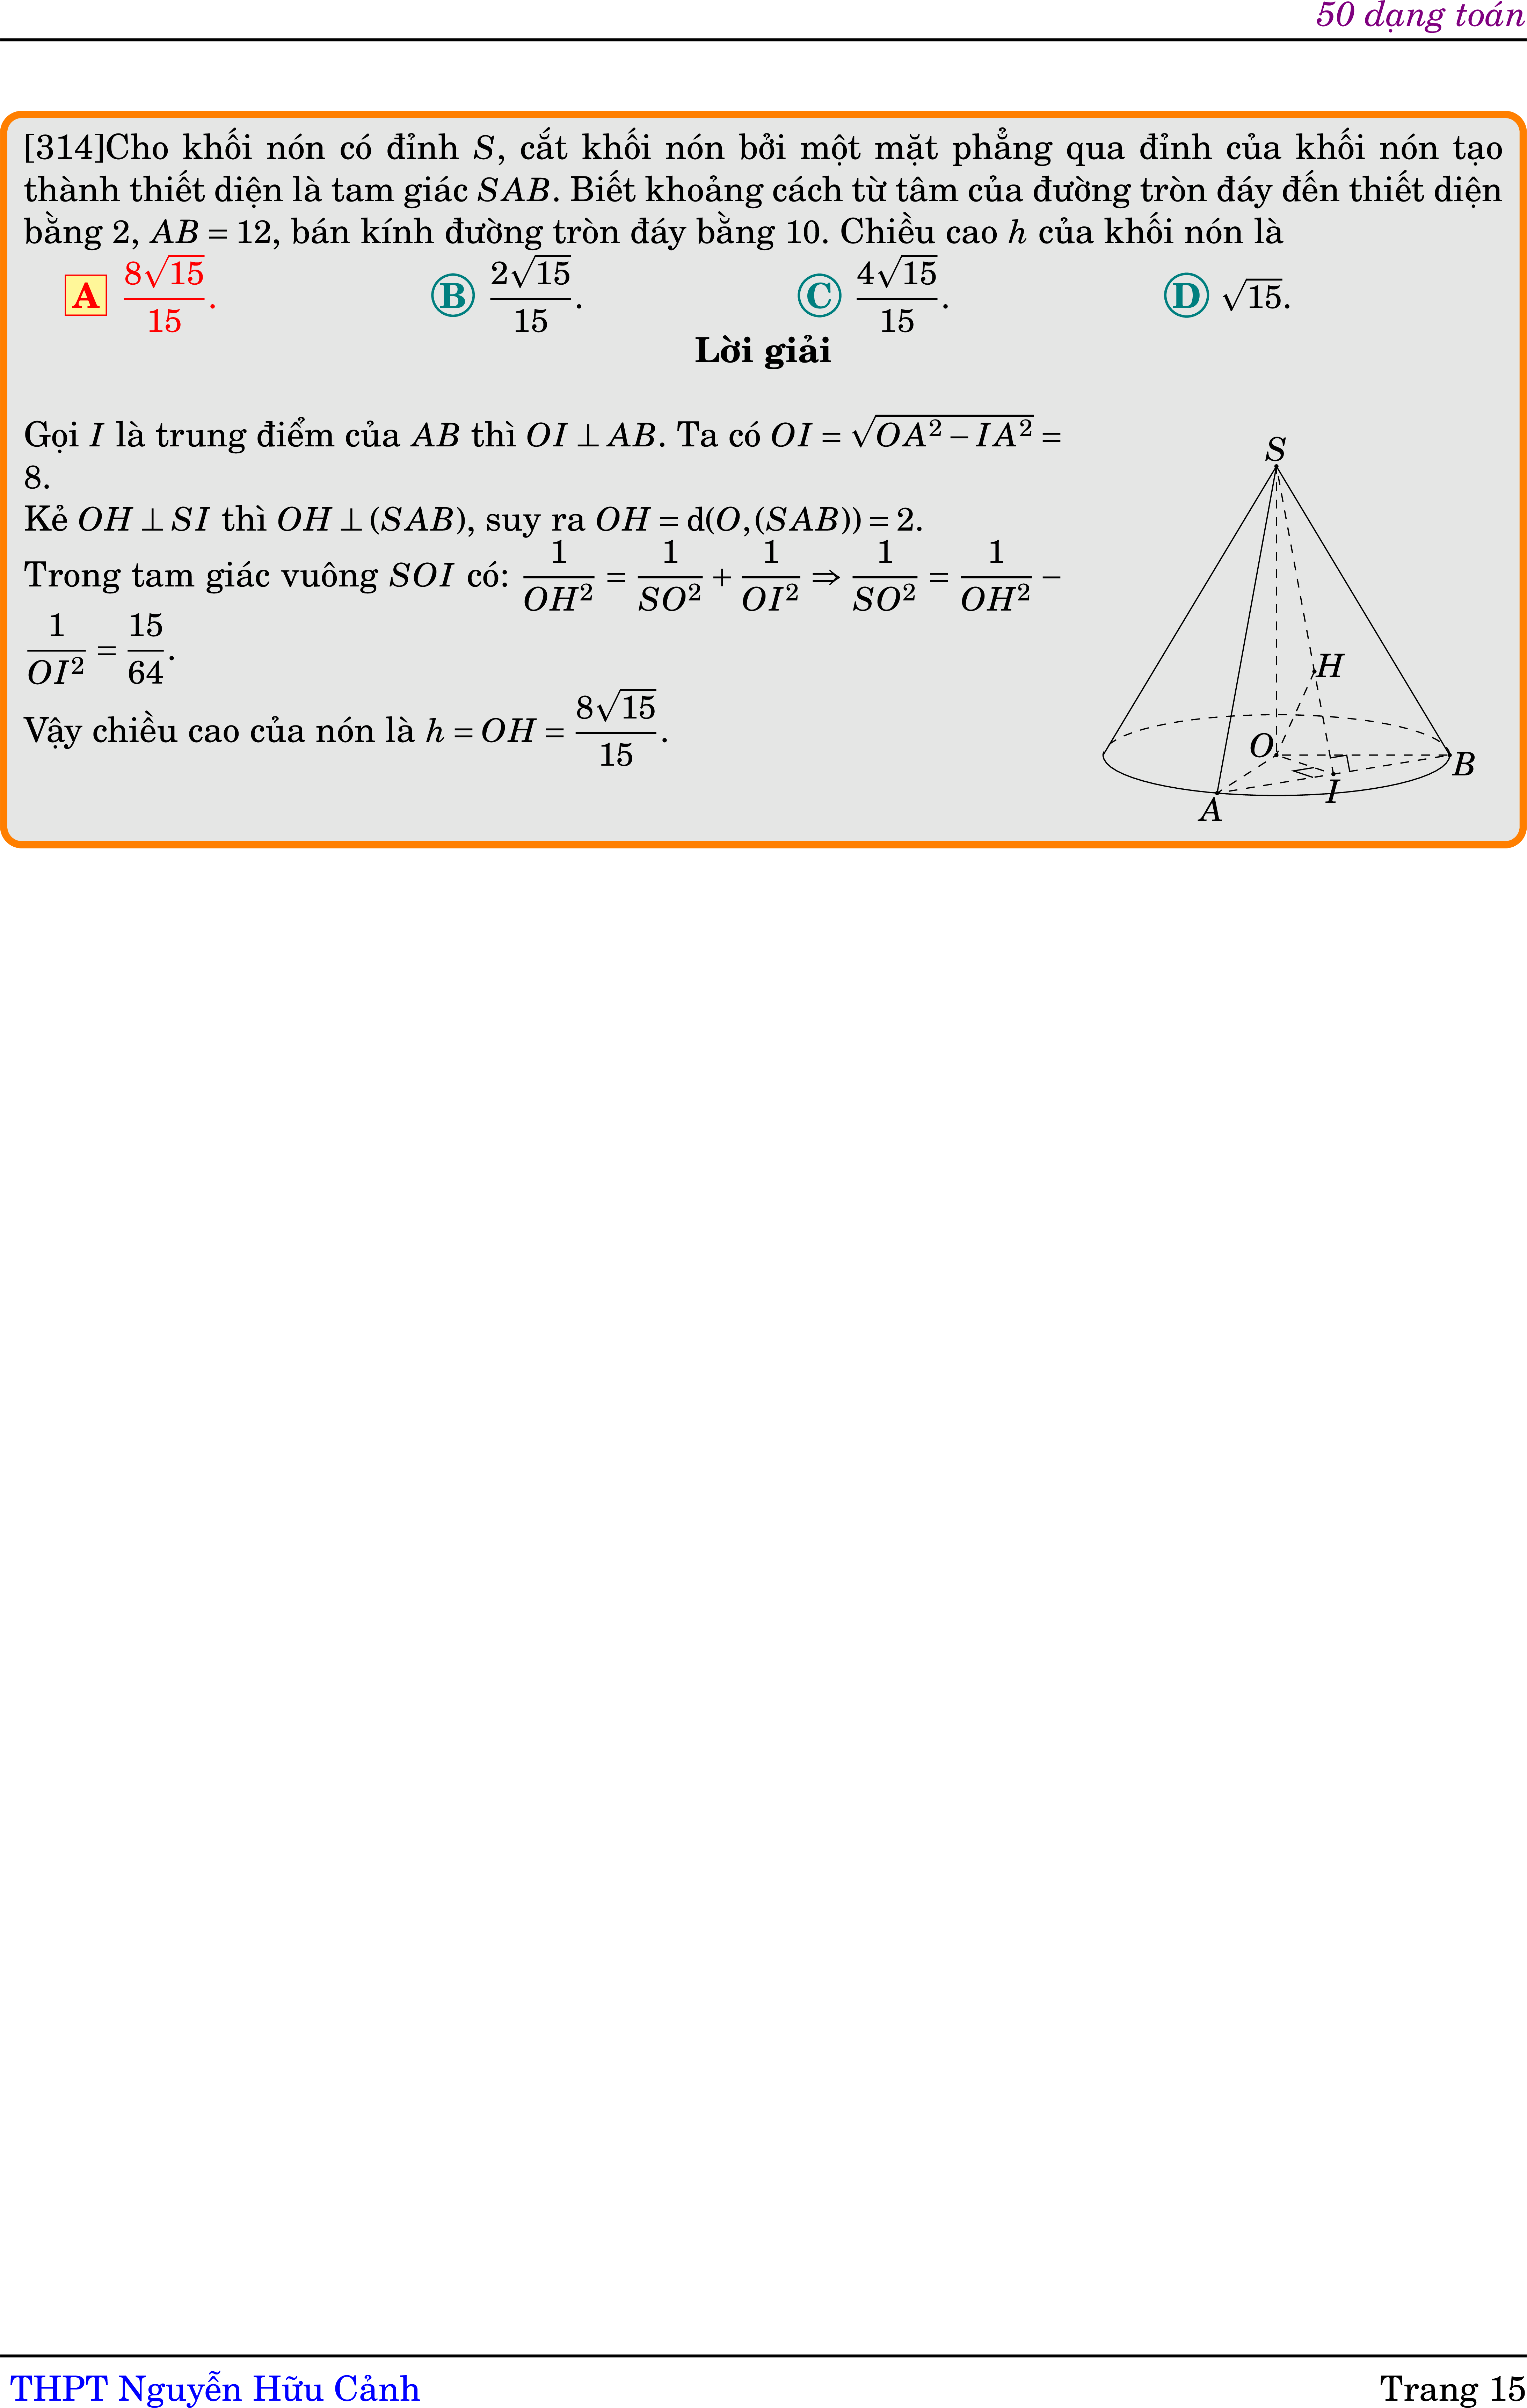 50 dạng toán
[314]Cho khối nón có đỉnh S, cắt khối nón bởi một mặt phẳng qua đỉnh của khối nón tạo
thành thiết diện là tam giác SAB. Biết khoảng cách từ tâm của đường tròn đáy đến thiết diện
bằng 2, AB = 12, bán kính đường tròn đáy bằng 10. Chiều cao h của khối nón là
A $\frac{8\sqrt{15}}{15}$. B $\frac{2\sqrt{15}}{15}$. C $\frac{4\sqrt{15}}{15}$. D $\sqrt{15}$.
Lời giải
Gọi I là trung điểm của AB thì OI ⊥ AB. Ta có $OI = \sqrt{OA^2 - IA^2}$ =
8.
Kẻ OH ⊥ SI thì OH ⊥ (SAB), suy ra OH = d(O,(SAB)) = 2.
Trong tam giác vuông SOI có: $\frac{1}{OH^2} = \frac{1}{SO^2} + \frac{1}{OI^2} \Rightarrow \frac{1}{SO^2} = \frac{1}{OH^2} -$
$\frac{1}{OI^2} = \frac{15}{64}$.
Vậy chiều cao của nón là $h = OH = \frac{8\sqrt{15}}{15}$.
S
H
O
B
I
A
THPT Nguyễn Hữu Cảnh
Trang 15